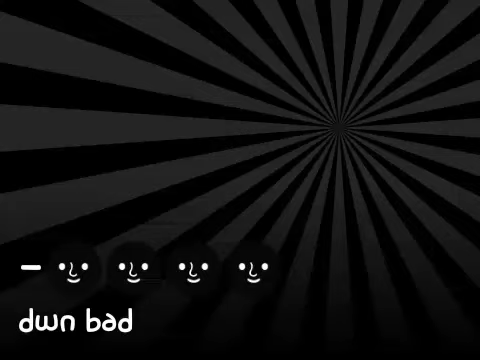 – 🌚 🌚 🌚 🌚
dwn bad